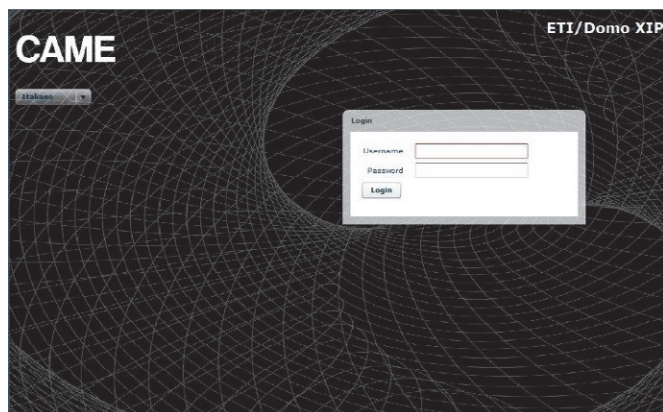 ETI/Domo XIP
CAME
Italiano
Login
Username
Password
Login